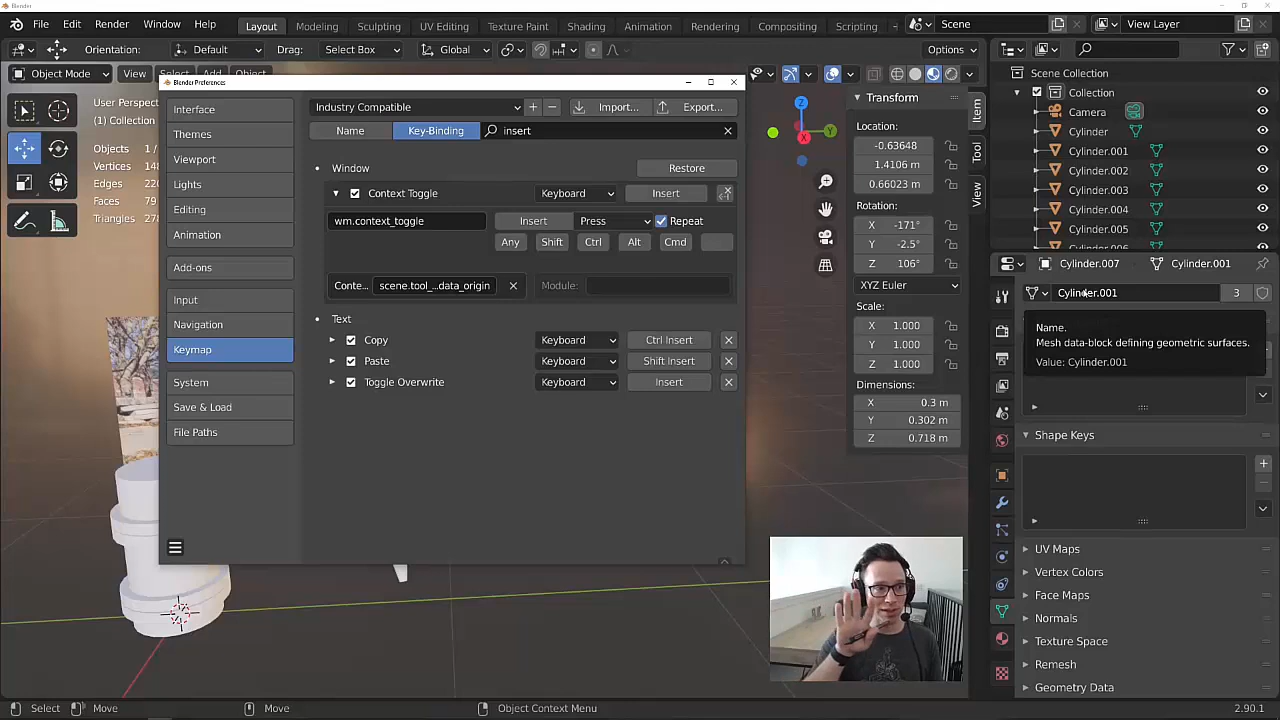 Blender
File Edit Render Window Help
Layout Modeling Sculpting UV Editing Texture Paint Shading Animation Rendering Compositing Scripting
Scene View Layer
Orientation: Default Drag: Select Box Global Options
Object Mode View Select Add Object
Blender Preferences
User Perspective
(1) Collection
Objects 1/
Vertices 148
Edges 220
Faces 79
Triangles 278
Interface
Themes
Viewport
Lights
Editing
Animation
Add-ons
Input
Navigation
Keymap
System
Save & Load
File Paths
Industry Compatible Import... Export...
Name Key-Binding insert
Window Restore
Context Toggle Keyboard Insert
wm.context_toggle Insert Press Repeat
Any Shift Ctrl Alt Cmd
Conte... scene.tool_...data_origin Module:
Text
Copy Keyboard Ctrl Insert
Paste Keyboard Shift Insert
Toggle Overwrite Keyboard Insert
Z
Y
X
Transform
Location:
-0.63648
1.4106 m
0.66023 m
Rotation:
X -171°
Y -2.5°
Z 106°
XYZ Euler
Scale:
X 1.000
Y 1.000
Z 1.000
Dimensions:
X 0.3 m
Y 0.302 m
Z 0.718 m
Item
Tool
View
Scene Collection
Collection
Camera
Cylinder
Cylinder.001
Cylinder.002
Cylinder.003
Cylinder.004
Cylinder.005
Cylinder.006
Cylinder.007 Cylinder.001
Cylinder.001 3
Name.
Mesh data-block defining geometric surfaces.
Value: Cylinder.001
Shape Keys
UV Maps
Vertex Colors
Face Maps
Normals
Texture Space
Remesh
Geometry Data
Select Move Move Object Context Menu 2.90.1